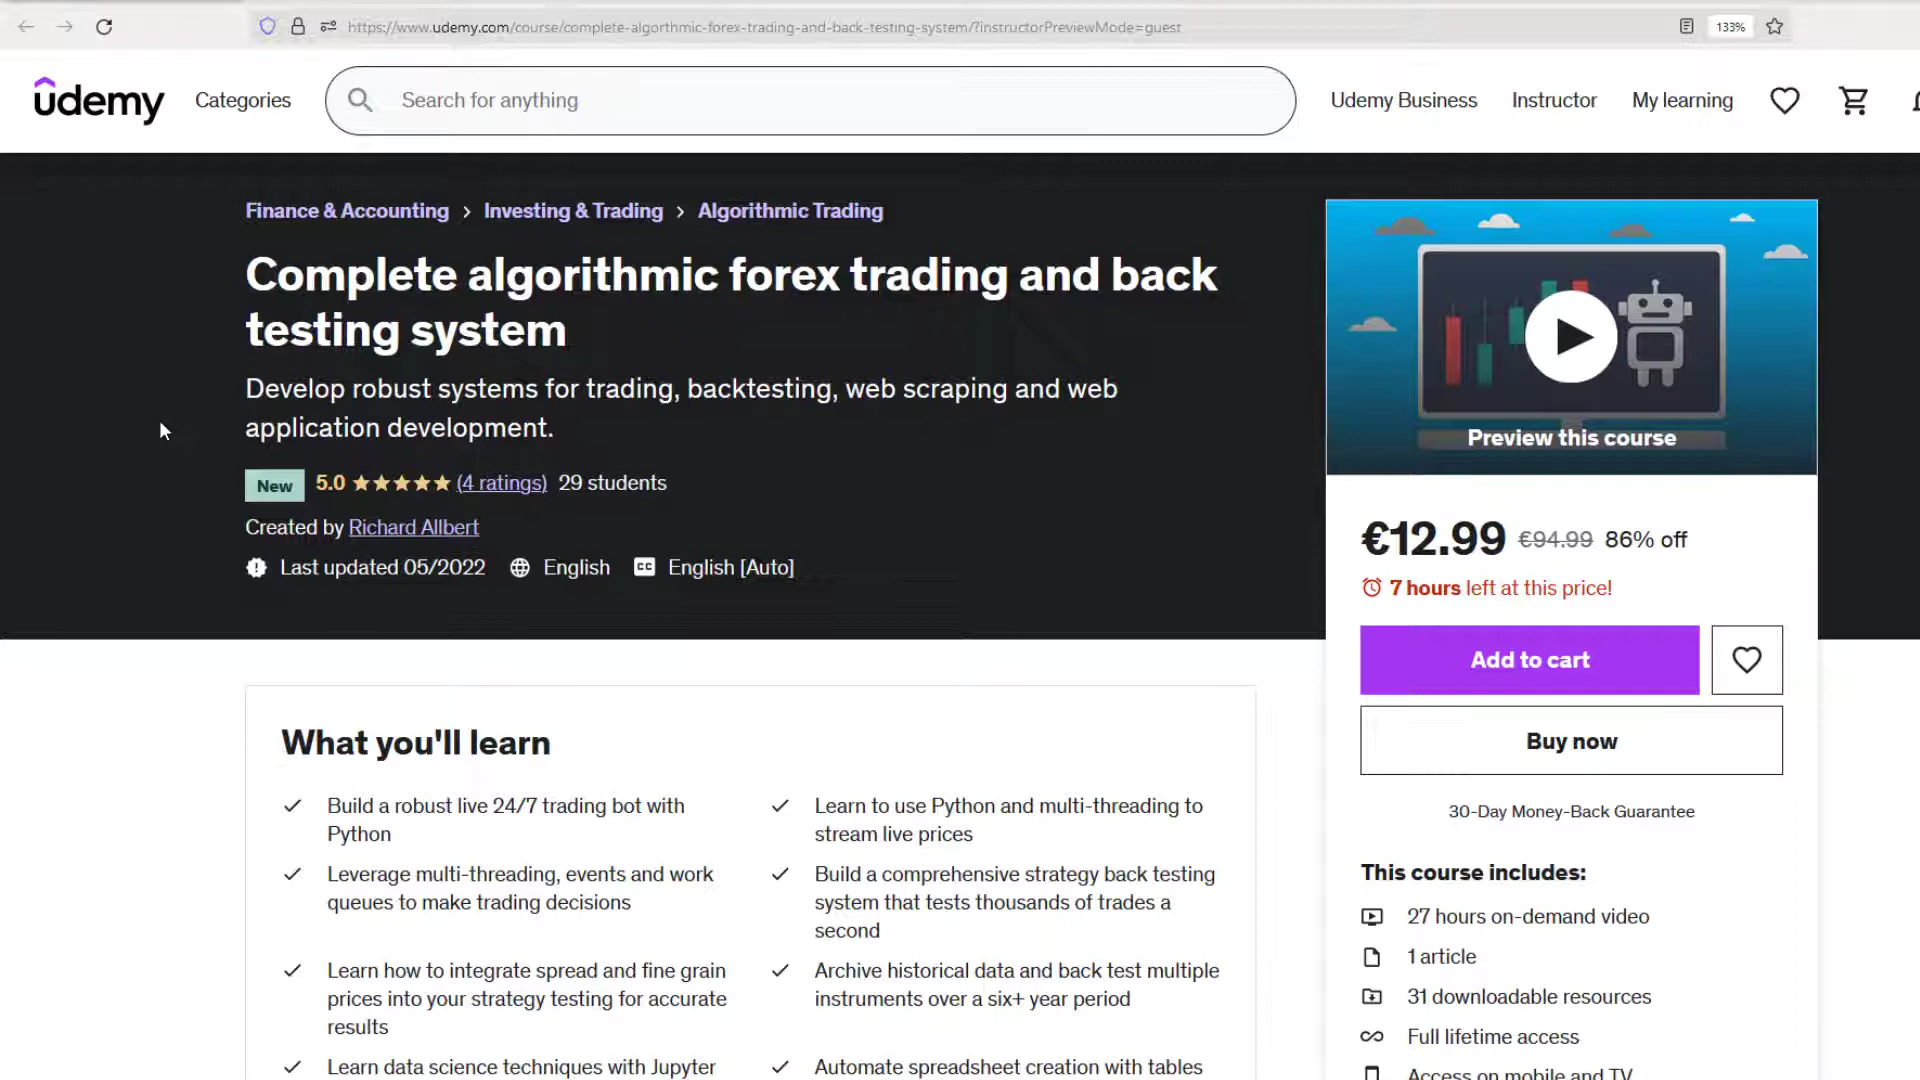 https://www.udemy.com/course/complete-algorthmic-forex-trading-and-back-testing-system/?instructorPreviewMode=guest
133%
ûdemy
Categories
Search for anything
Udemy Business
Instructor
My learning
Finance & Accounting > Investing & Trading > Algorithmic Trading
Complete algorithmic forex trading and back
testing system
Develop robust systems for trading, backtesting, web scraping and web
application development.
New 5.0 (4 ratings) 29 students
Created by Richard Allbert
Last updated 05/2022 English CC English [Auto]
Preview this course
€12.99 €94.99 86% off
7 hours left at this price!
Add to cart
Buy now
30-Day Money-Back Guarantee
This course includes:
27 hours on-demand video
1 article
31 downloadable resources
Full lifetime access
Access on mobile and TV
What you'll learn
Build a robust live 24/7 trading bot with
Python
Learn to use Python and multi-threading to
stream live prices
Leverage multi-threading, events and work
queues to make trading decisions
Build a comprehensive strategy back testing
system that tests thousands of trades a
second
Learn how to integrate spread and fine grain
prices into your strategy testing for accurate
results
Archive historical data and back test multiple
instruments over a six+ year period
Learn data science techniques with Jupyter
Automate spreadsheet creation with tables